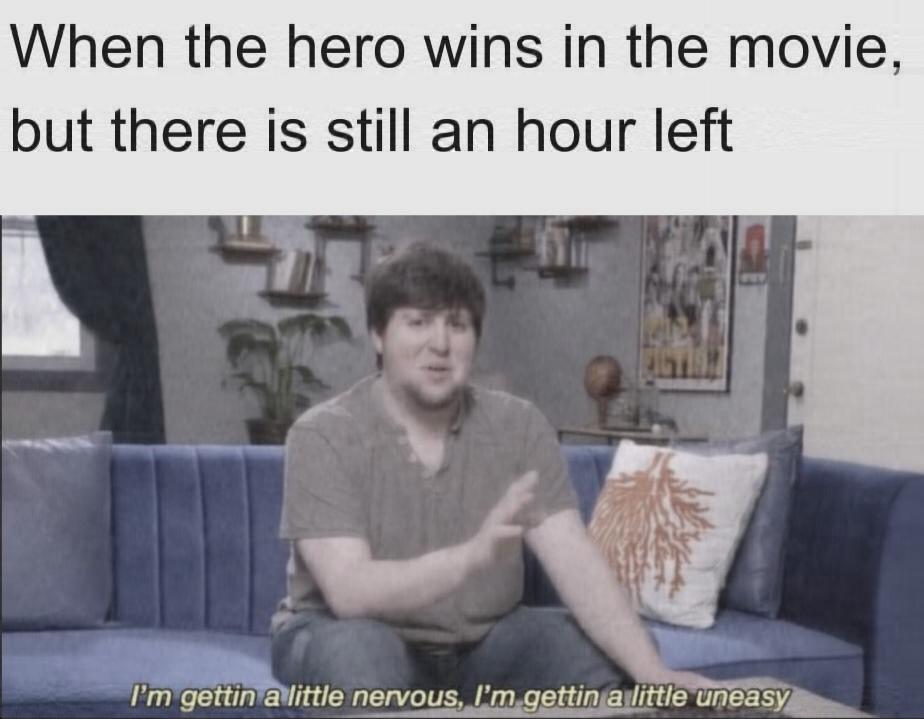 When the hero wins in the movie,
but there is still an hour left
I'm gettin a little nervous, I'm gettin a little uneasy